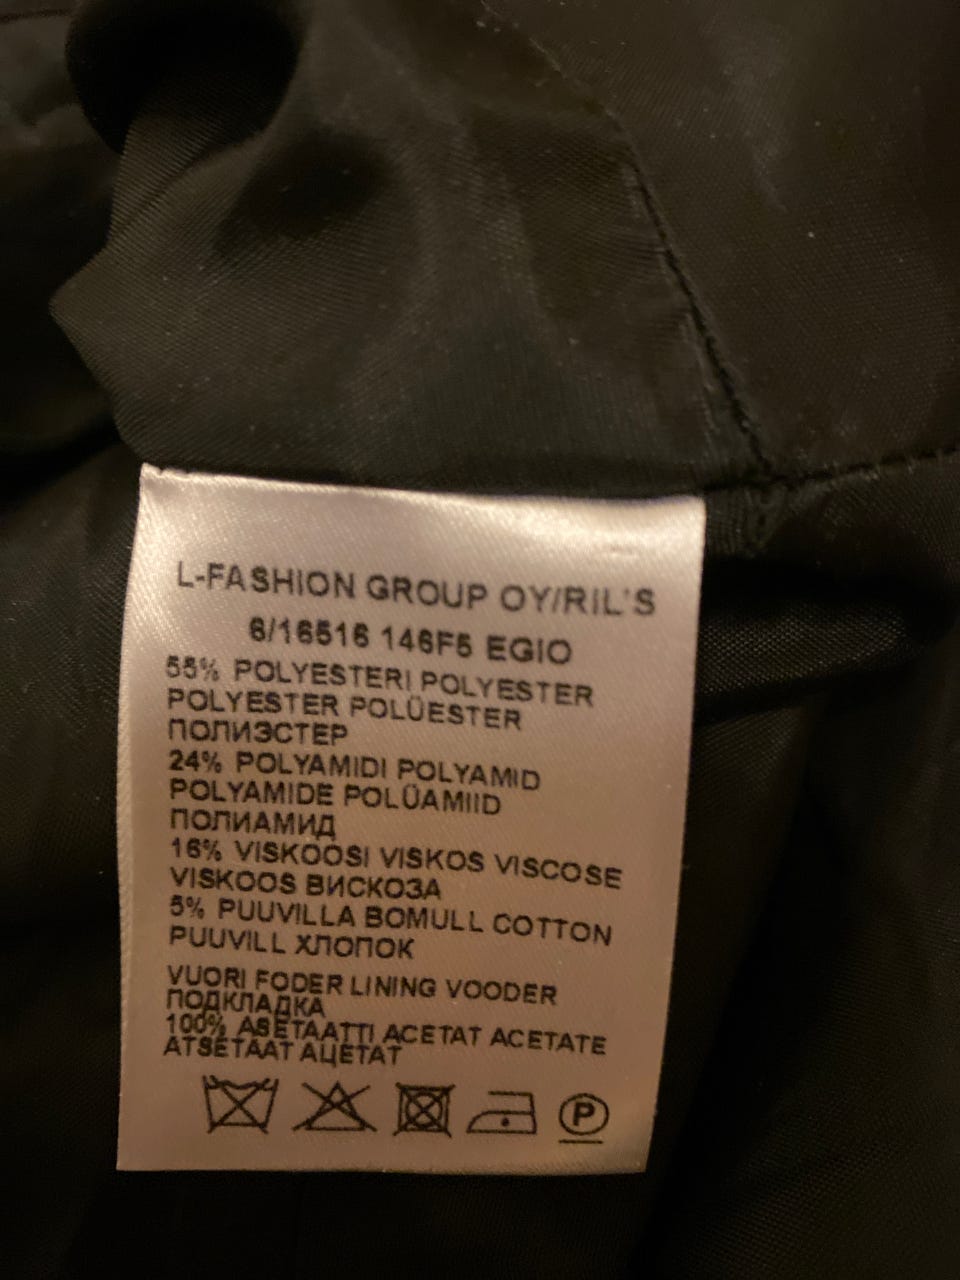 L-FASHION GROUP OY/RIL'S
6/16516 146F5 EGIO
55% POLYESTERI POLYESTER
POLYESTER POLÜESTER
ПОЛИЭСТЕР
24% POLYAMIDI POLYAMID
POLYAMIDE POLÜAMIID
ПОЛИАМИД
16% VISKOOSI VISKOS VISCOSE
VISKOOS ВИСКОЗА
5% PUUVILLA BOMULL COTTON
PUUVILL ХЛОПОК
VUORI FODER LINING VOODER
ПОДКЛАДКА
100% ASETAATTI ACETAT ACETATE
ATSETAAT АЦЕТАТ
P